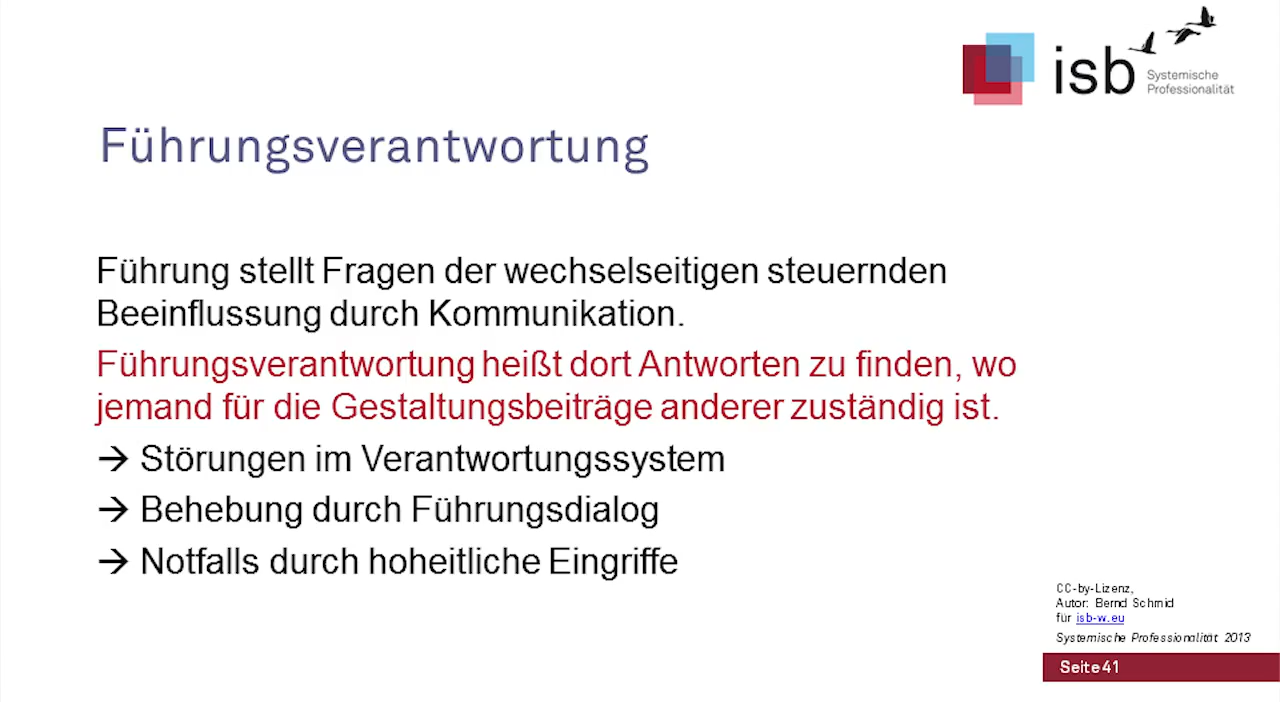 isb
Systemische
Professionalität
Führungsverantwortung
Führung stellt Fragen der wechselseitigen steuernden
Beeinflussung durch Kommunikation.
Führungsverantwortung heißt dort Antworten zu finden, wo
jemand für die Gestaltungsbeiträge anderer zuständig ist.
→ Störungen im Verantwortungssystem
→ Behebung durch Führungsdialog
→ Notfalls durch hoheitliche Eingriffe
CC-by-Lizenz,
Autor: Bernd Schmid
für isb-w.eu
Systemische Professionalität 2013
Seite 41